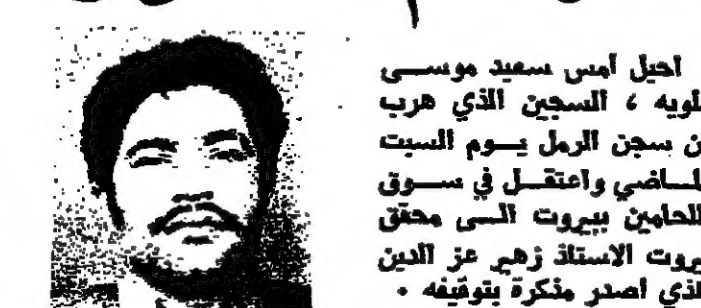 احيل أمس سعيد موسى
السجين الذي هرب
سجن الرمل يوم السبت
واعتقل في سوق
ببيروت الى محقق
الاستاذ زهير عز الدين
اصدر مذكرة بتوقيفه •